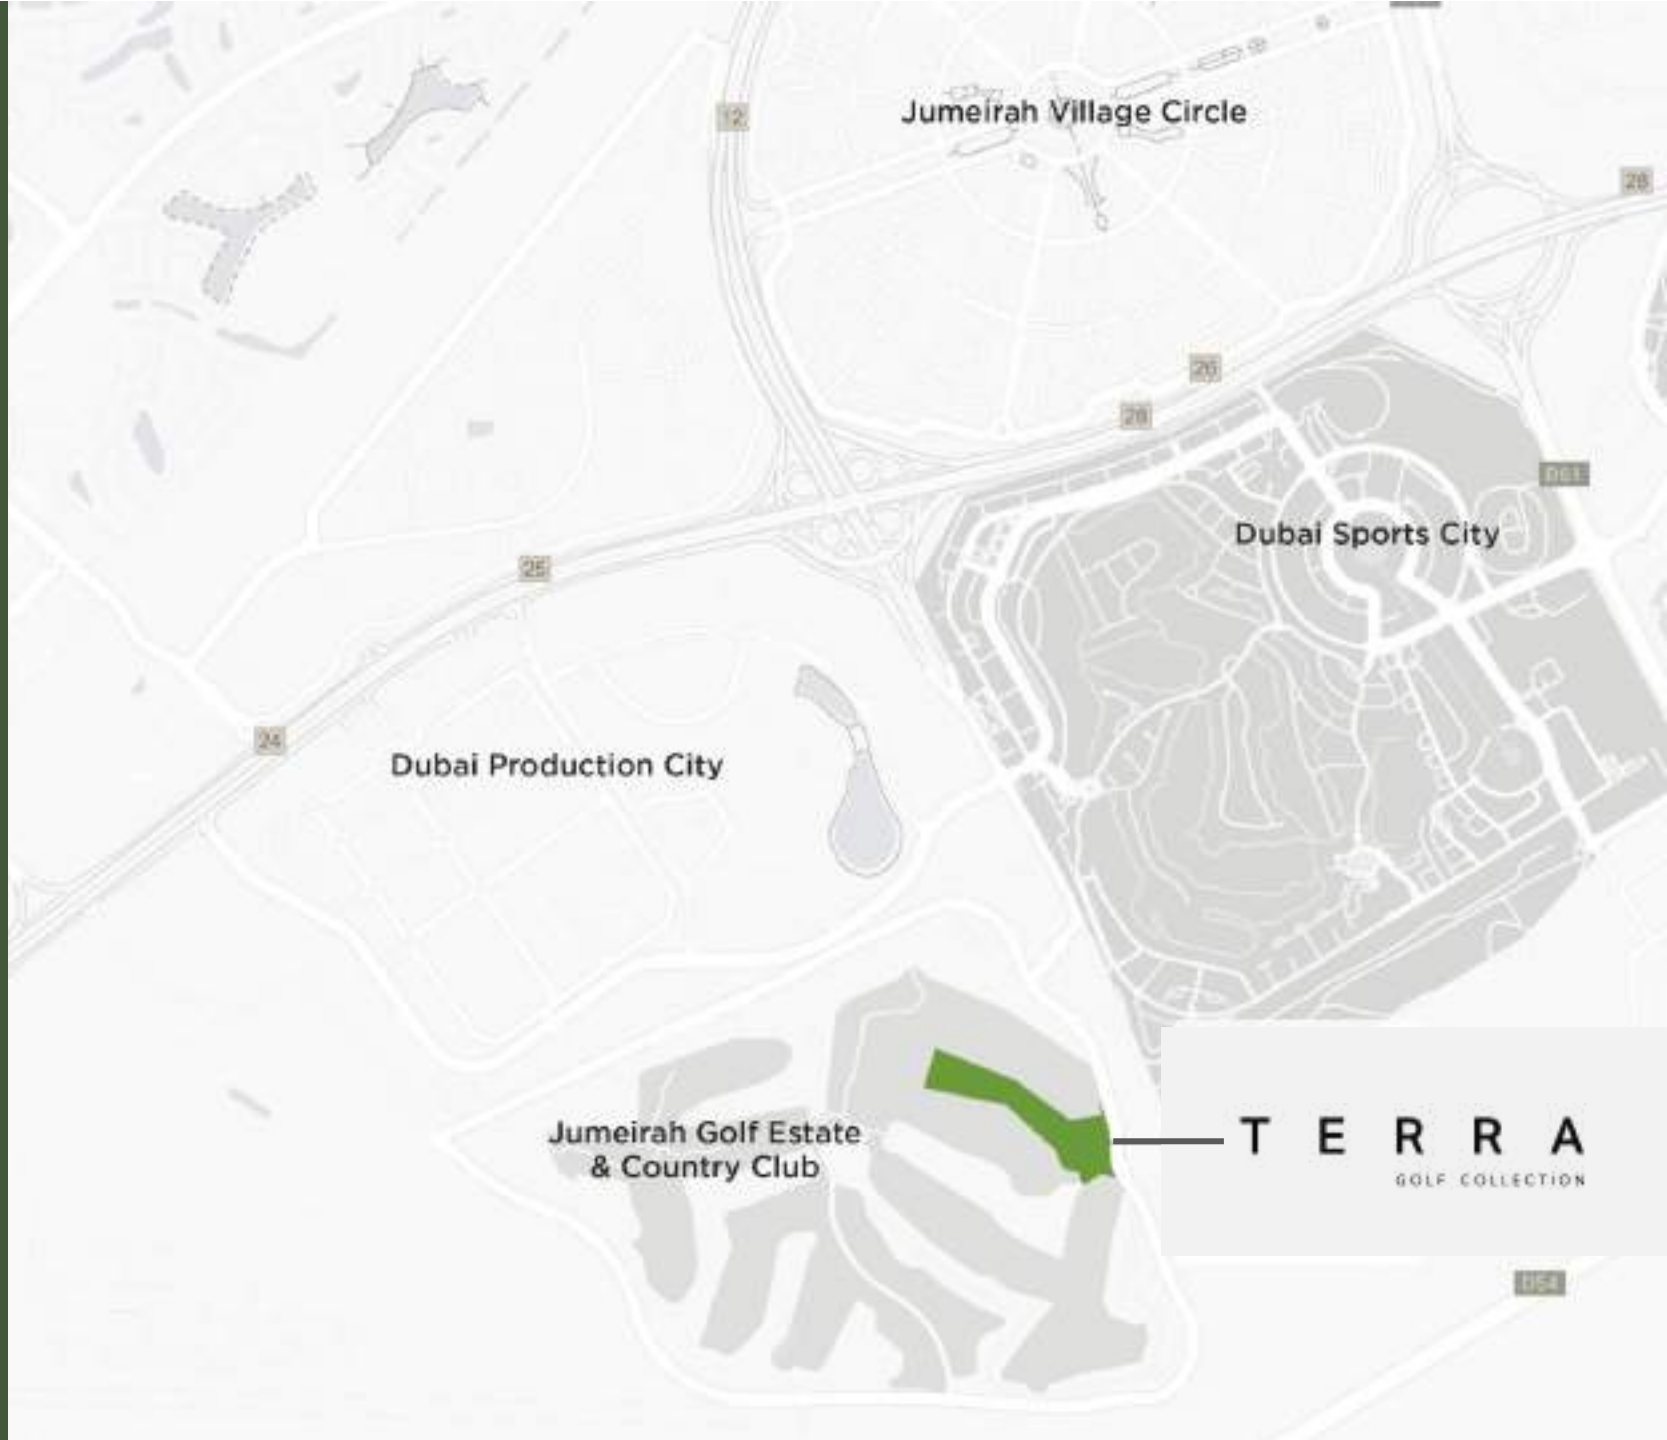 12
Jumeirah Village Circle
28
26
28
Dubai Sports City
25
24
Dubai Production City
Jumeirah Golf Estate
& Country Club
T E R R A
GOLF COLLECTION
D54